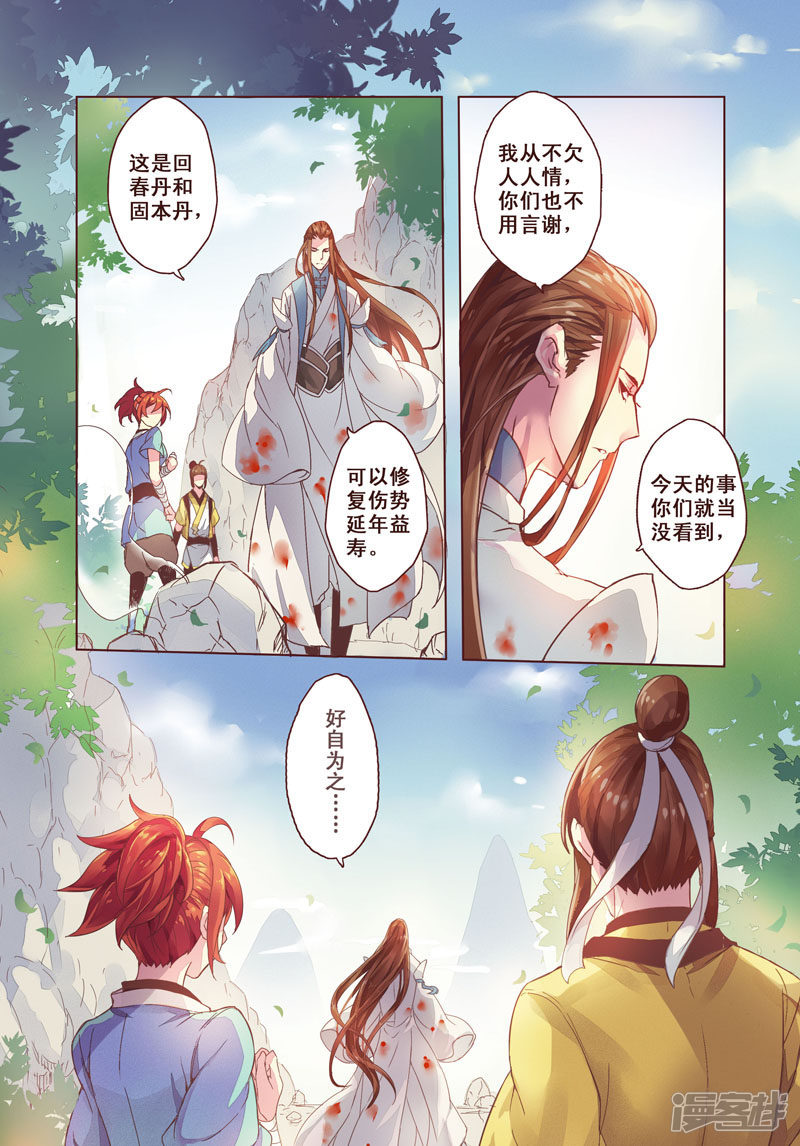 这是回
春丹和
固本丹，
可以修
复伤势
延年益
寿。
我从不欠
人人情，
你们也不
用言谢，
今天的事
你们就当
没看到，
好自为之……
漫客栈